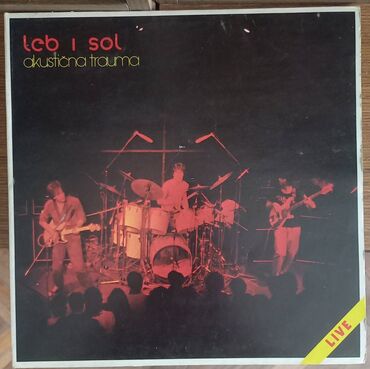 leb i sol
akustična trauma
LIVE